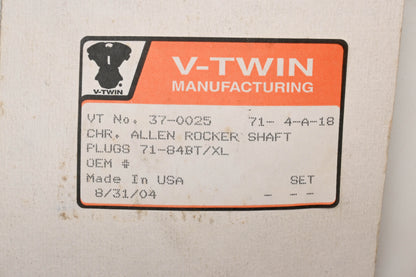 V-TWIN
V-TWIN
MANUFACTURING
VT No. 37-0025 71- 4-A-18
CHR. ALLEN ROCKER SHAFT
PLUGS 71-84BT/XL
OEM #
Made In USA SET
8/31/04 - - -